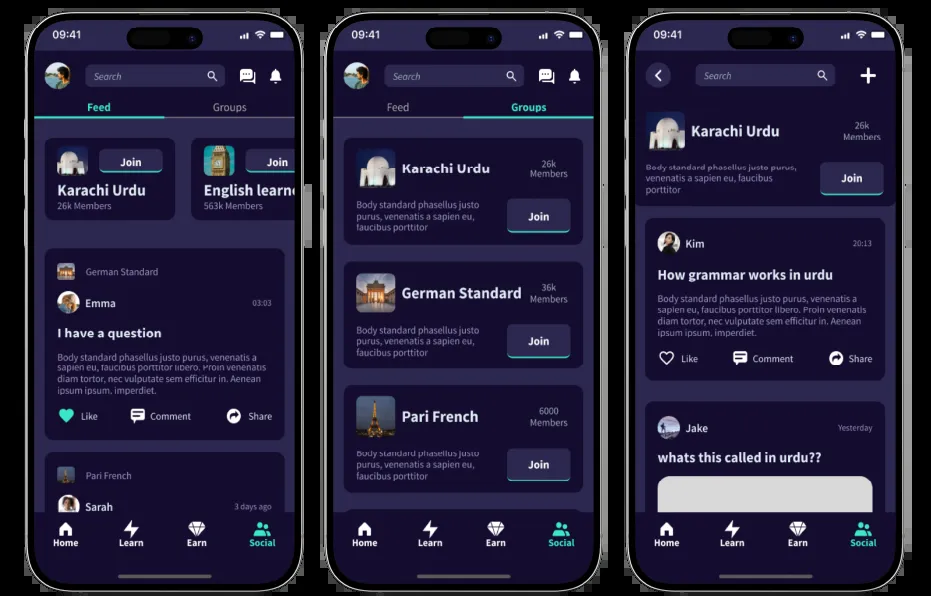 09:41
Search
Feed
Groups
Join
Karachi Urdu
26k Members
Join
English learne
563k Members
German Standard
Emma
03:03
I have a question
Body standard phasellus justo purus, venenatis a
sapien eu, faucibus porttitor libero. Proin venenatis
diam tortor, nec vulputate sem efficitur in. Aenean
ipsum ipsum, imperdiet.
Like
Comment
Share
Pari French
Sarah
3 days ago
Home
Learn
Earn
Social
09:41
Search
Feed
Groups
Karachi Urdu
26k
Members
Body standard phasellus justo
purus, venenatis a sapien eu,
faucibus porttitor
Join
German Standard
36k
Members
Body standard phasellus justo
purus, venenatis a sapien eu,
faucibus porttitor
Join
Pari French
6000
Members
Body standard phasellus justo
purus, venenatis a sapien eu,
faucibus porttitor
Join
Home
Learn
Earn
Social
09:41
Search
Karachi Urdu
26k
Members
Body standard phasellus justo purus,
venenatis a sapien eu, faucibus
porttitor
Join
Kim
20:13
How grammar works in urdu
Body standard phasellus justo purus, venenatis a
sapien eu, faucibus porttitor libero. Proin venenatis
diam tortor, nec vulputate sem efficitur in. Aenean
ipsum ipsum, imperdiet.
Like
Comment
Share
Jake
Yesterday
whats this called in urdu??
Home
Learn
Earn
Social